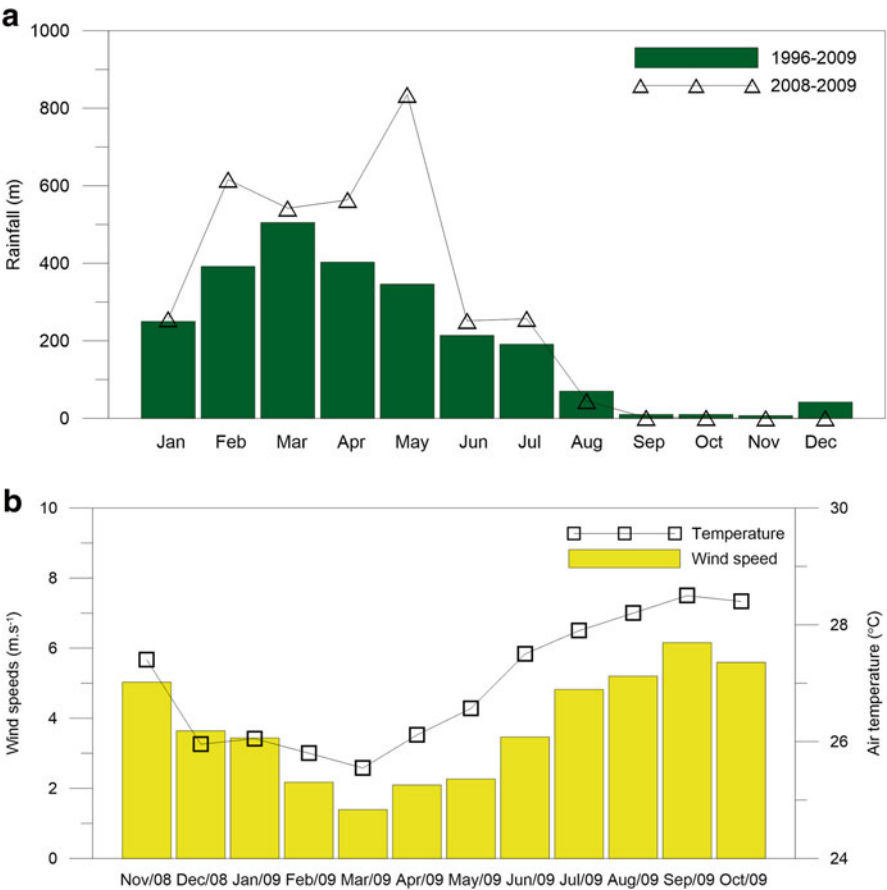 a
1000
1996-2009
2008-2009
800
600
400
200
0
Rainfall (m)
Jan Feb Mar Apr May Jun Jul Aug Sep Oct Nov Dec
b
10
30
Temperature
Wind speed
8
28
6
4
26
2
0
24
Wind speeds (m.s⁻¹)
Air temperature (°C)
Nov/08 Dec/08 Jan/09 Feb/09 Mar/09 Apr/09 May/09 Jun/09 Jul/09 Aug/09 Sep/09 Oct/09